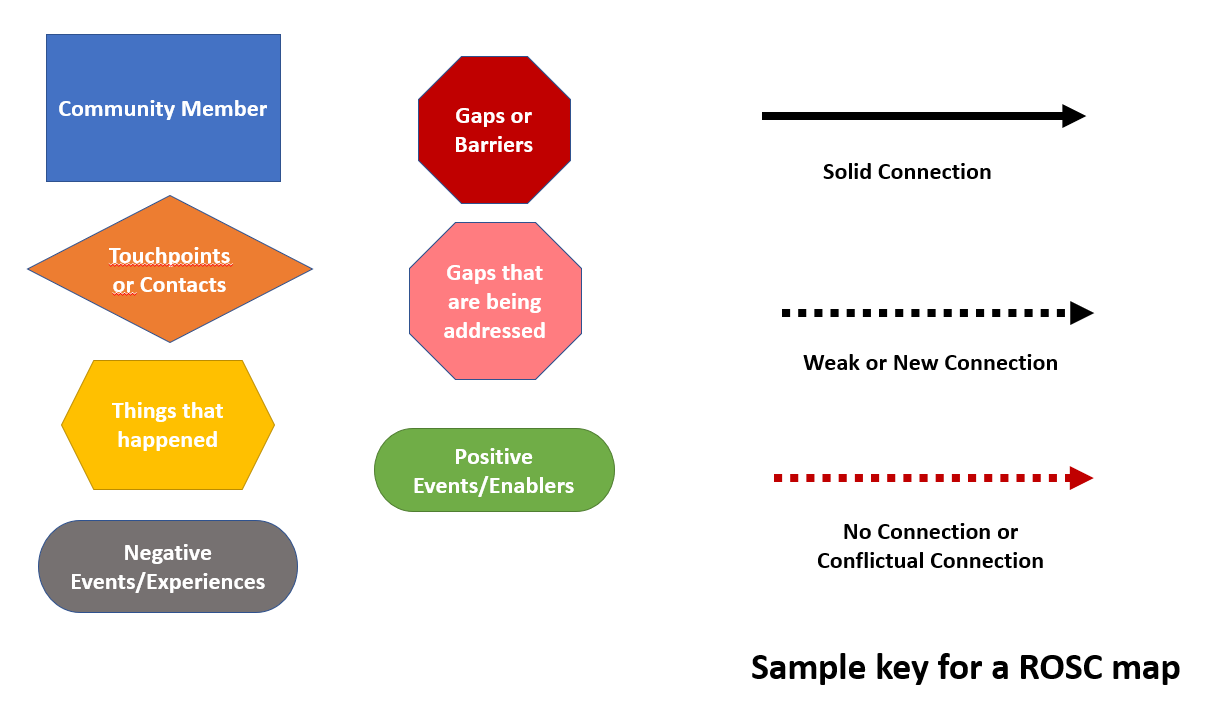 Community Member
Touchpoints
or Contacts
Things that
happened
Negative
Events/Experiences
Gaps or
Barriers
Gaps that
are being
addressed
Positive
Events/Enablers
Solid Connection
Weak or New Connection
No Connection or
Conflictual Connection
Sample key for a ROSC map